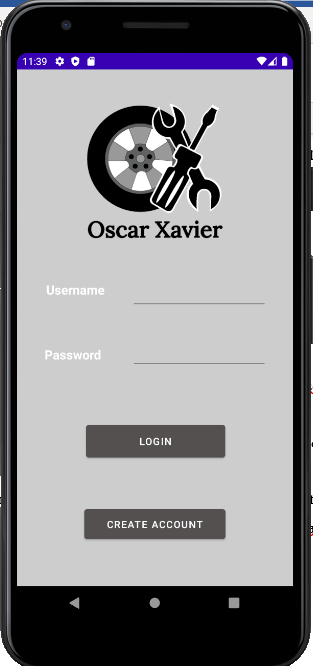 11:39
Oscar Xavier
Username
Password
LOGIN
CREATE ACCOUNT